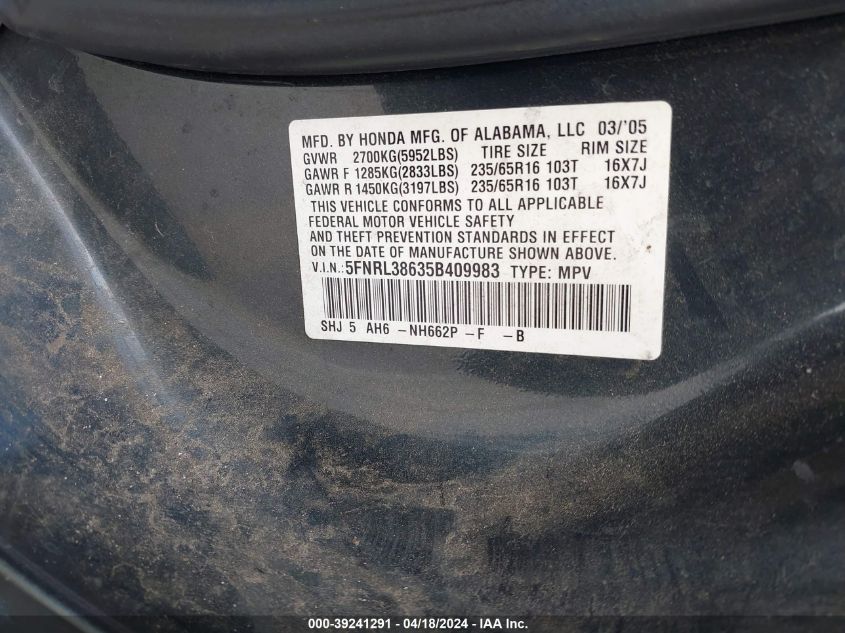 MFD. BY HONDA MFG. OF ALABAMA, LLC 03/'05
GVWR 2700KG(5952LBS) TIRE SIZE RIM SIZE
GAWR F 1285KG(2833LBS) 235/65R16 103T 16X7J
GAWR R 1450KG(3197LBS) 235/65R16 103T 16X7J
THIS VEHICLE CONFORMS TO ALL APPLICABLE
FEDERAL MOTOR VEHICLE SAFETY
AND THEFT PREVENTION STANDARDS IN EFFECT
ON THE DATE OF MANUFACTURE SHOWN ABOVE.
V.I.N.:5FNRL38635B409983 TYPE: MPV
SHJ 5 AH6 -NH662P -F -B
000-39241291 - 04/18/2024 - IAA Inc.